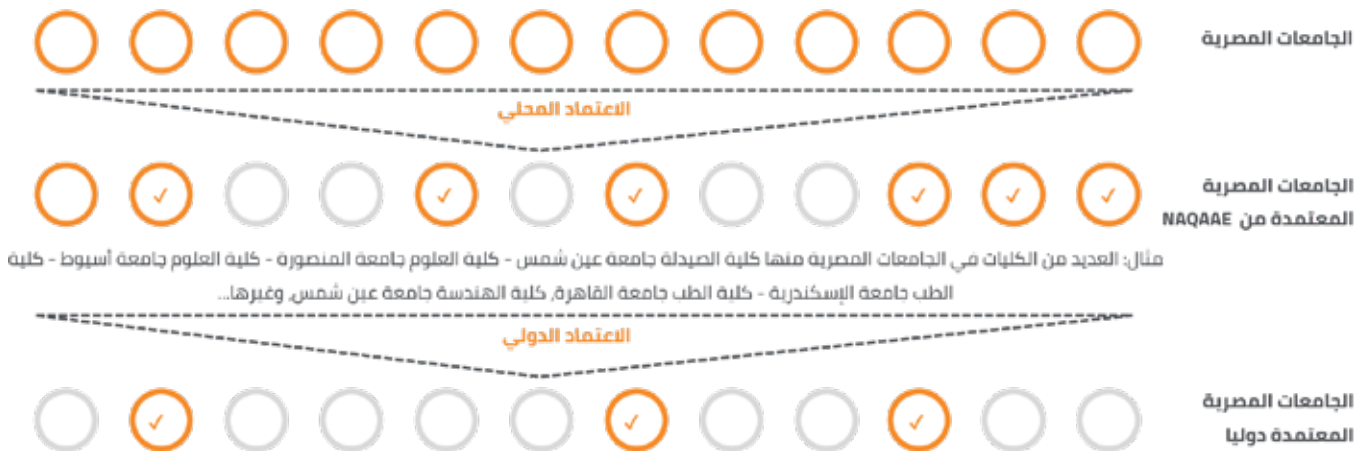 الجامعات المصرية
الاعتماد المحلي
الجامعات المصرية
المعتمدة من NAQAAE
مثال: العديد من الكليات في الجامعات المصرية منها كلية الصيدلة جامعة عين شمس - كلية العلوم جامعة المنصورة - كلية العلوم جامعة أسيوط - كلية
الطب جامعة الإسكندرية - كلية الطب جامعة القاهرة, كلية الهندسة جامعة عين شمس, وغيرها...
الاعتماد الدولي
الجامعات المصرية
المعتمدة دوليا